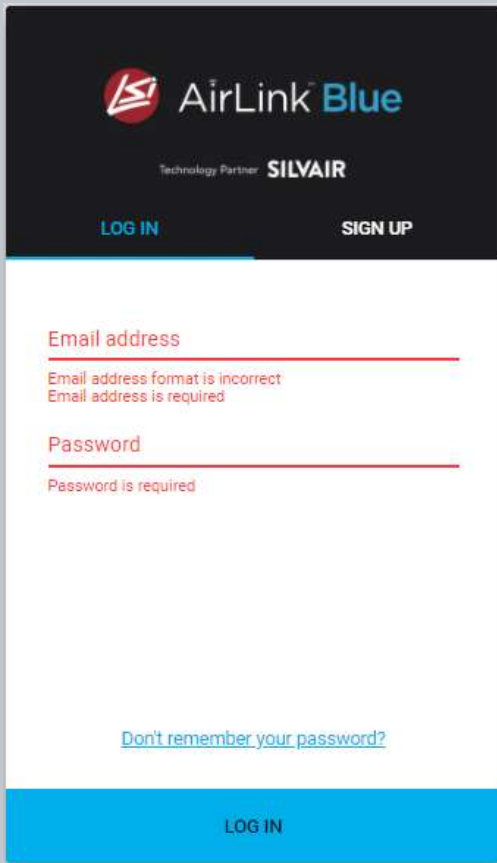 LSI AirLink™ Blue
Technology Partner SILVAIR
LOG IN SIGN UP
Email address
Email address format is incorrect
Email address is required
Password
Password is required
Don't remember your password?
LOG IN